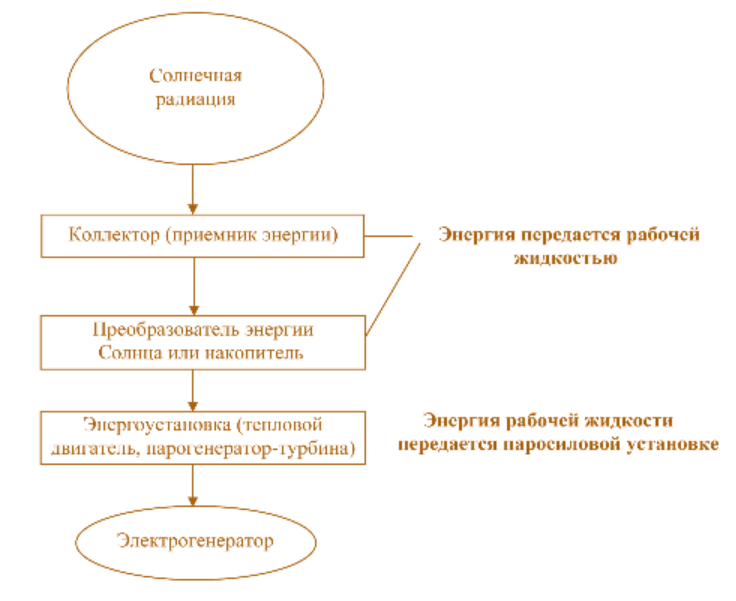 Солнечная
радиация
Коллектор (приемник энергии)
Энергия передается рабочей
жидкостью
Преобразователь энергии
Солнца или накопитель
Энергоустановка (тепловой
двигатель, парогенератор-турбина)
Энергия рабочей жидкости
передается паросиловой установке
Электрогенератор